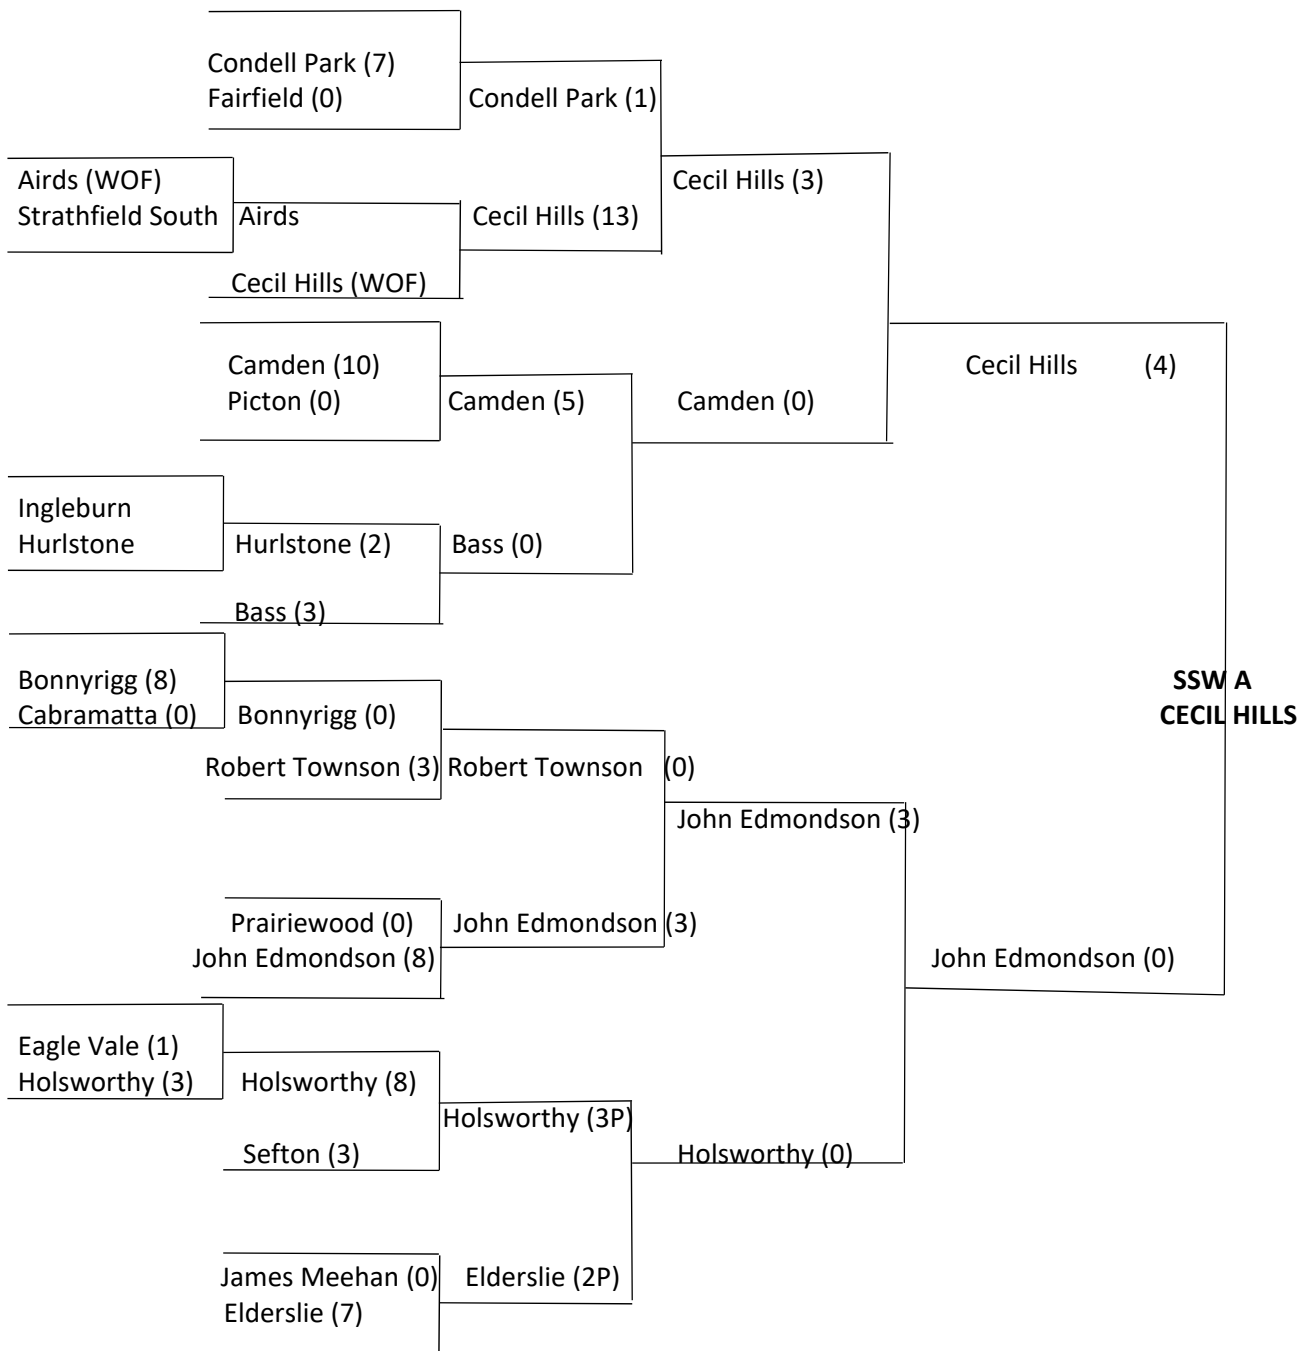 Condell Park (7)
Fairfield (0)
Condell Park (1)
Airds (WOF)
Strathfield South
Airds
Cecil Hills (13)
Cecil Hills (3)
Cecil Hills (WOF)
Camden (10)
Picton (0)
Camden (5)
Camden (0)
Cecil Hills (4)
Ingleburn
Hurlstone
Hurlstone (2)
Bass (0)
Bass (3)
Bonnyrigg (8)
Cabramatta (0)
Bonnyrigg (0)
SSW A
CECIL HILLS
Robert Townson (3)
Robert Townson (0)
John Edmondson (3)
Prairiewood (0)
John Edmondson (8)
John Edmondson (3)
John Edmondson (0)
Eagle Vale (1)
Holsworthy (3)
Holsworthy (8)
Holsworthy (3P)
Sefton (3)
Holsworthy (0)
James Meehan (0)
Elderslie (7)
Elderslie (2P)